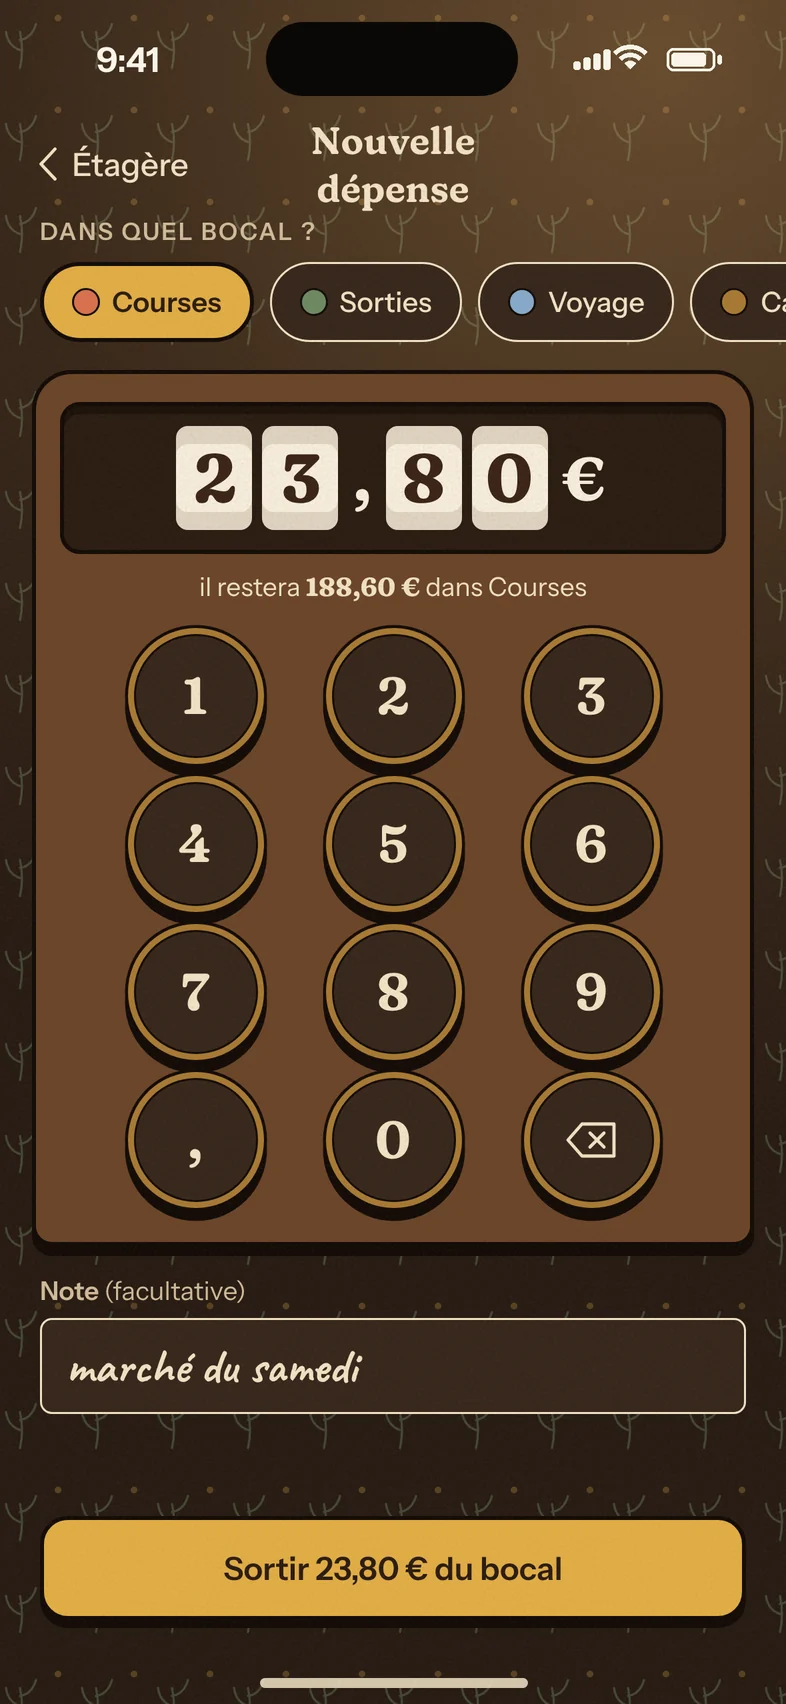 9:41
Étagère
Nouvelle
dépense
DANS QUEL BOCAL ?
Courses
Sorties
Voyage
23,80 €
il restera 188,60 € dans Courses
1 2 3
4 5 6
7 8 9
, 0
Note (facultative)
marché du samedi
Sortir 23,80 € du bocal